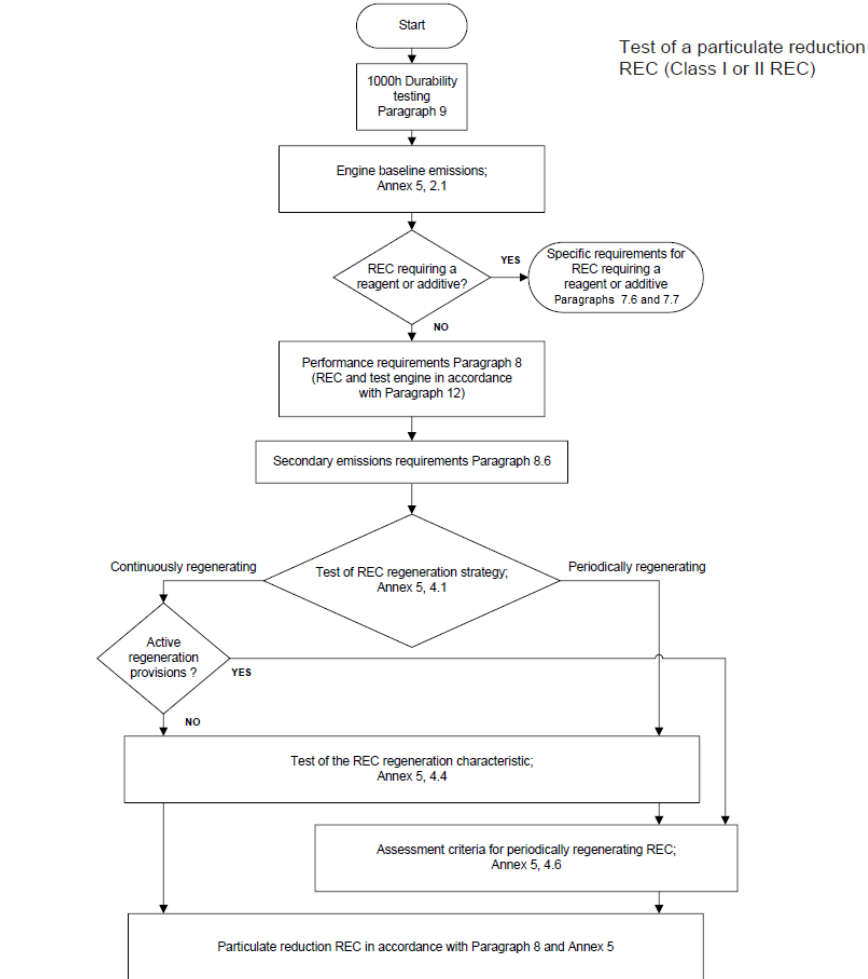 Start
Test of a particulate reduction
REC (Class I or II REC)
1000h Durability
testing
Paragraph 9
Engine baseline emissions;
Annex 5, 2.1
REC requiring a
reagent or additive?
YES
Specific requirements for
REC requiring a
reagent or additive
Paragraphs 7.6 and 7.7
NO
Performance requirements Paragraph 8
(REC and test engine in accordance
with Paragraph 12)
Secondary emissions requirements Paragraph 8.6
Continuously regenerating
Test of REC regeneration strategy;
Annex 5, 4.1
Periodically regenerating
Active
regeneration
provisions ?
YES
NO
Test of the REC regeneration characteristic;
Annex 5, 4.4
Assessment criteria for periodically regenerating REC;
Annex 5, 4.6
Particulate reduction REC in accordance with Paragraph 8 and Annex 5